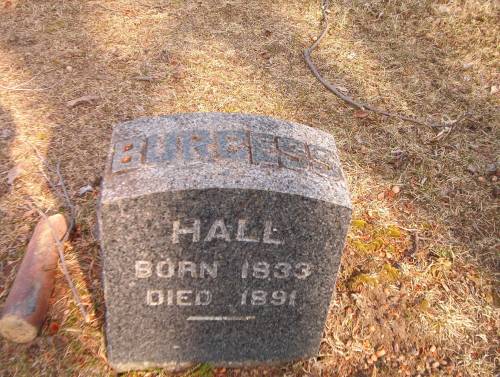 BURGESS
HALL
BORN 1833
DIED 1891